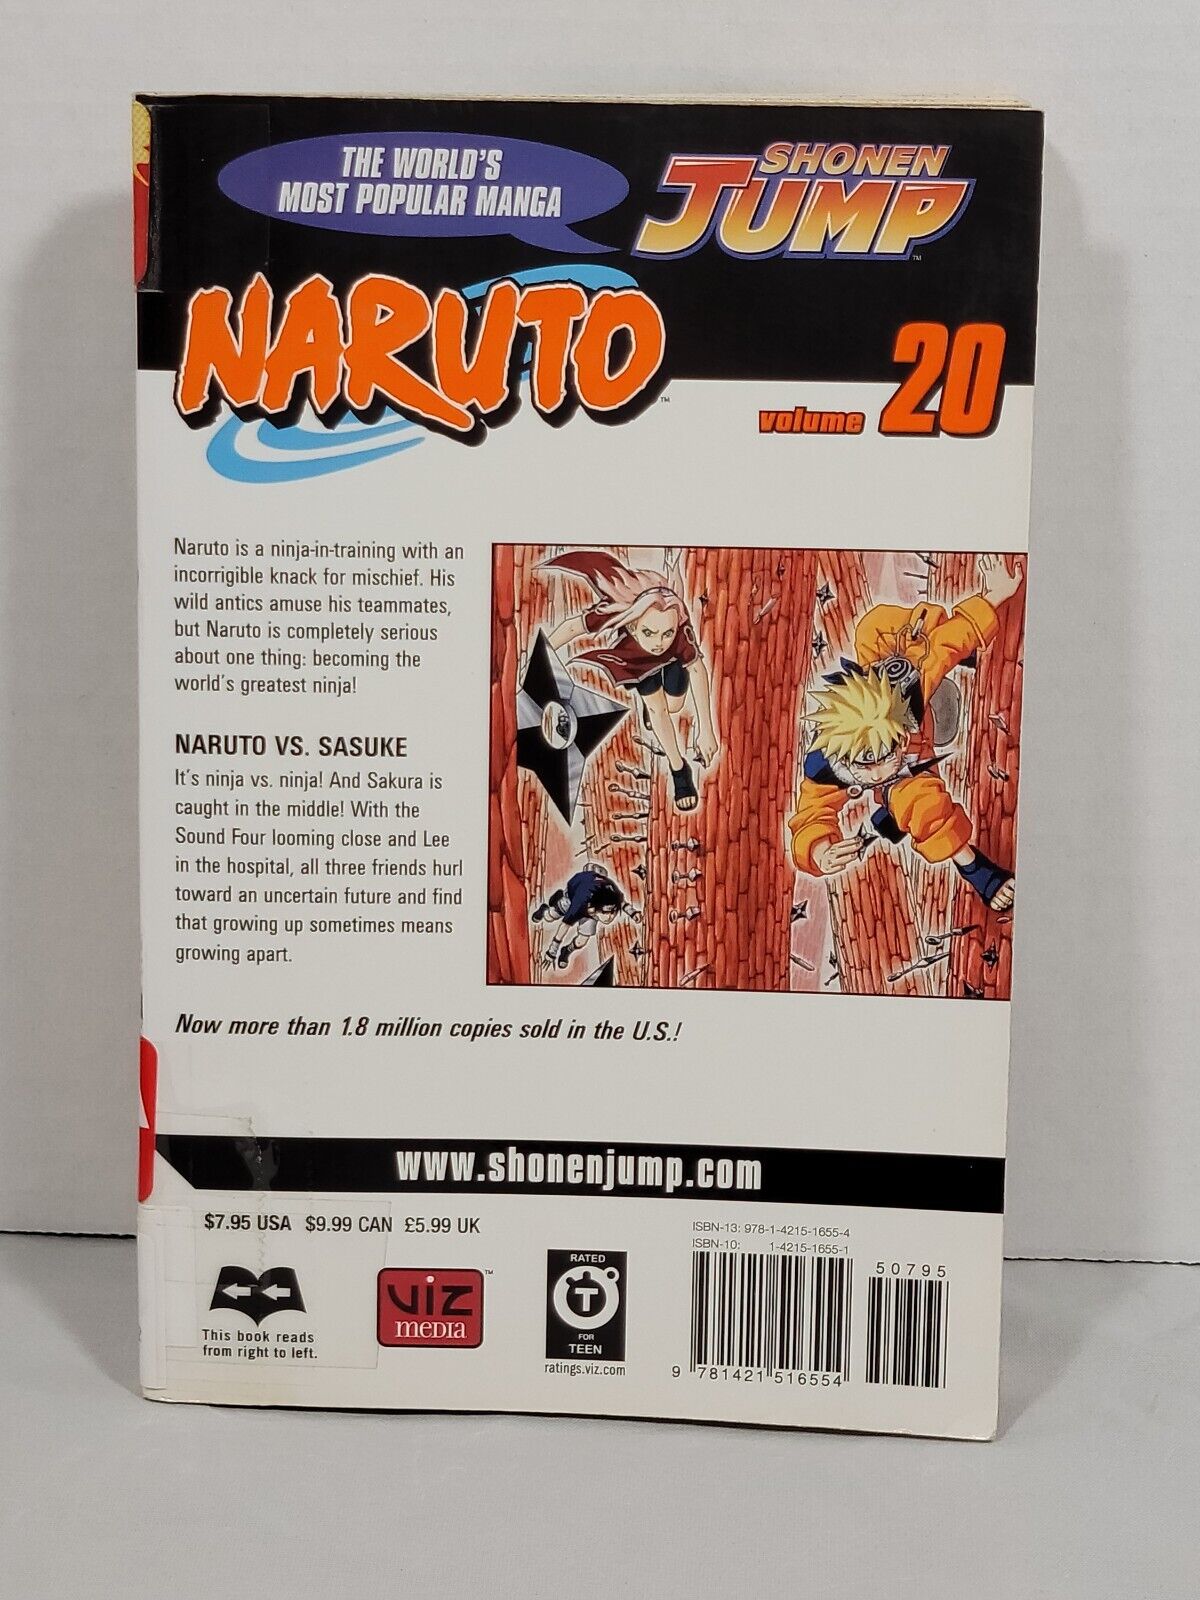 THE WORLD'S
MOST POPULAR MANGA
SHONEN
JUMP
™
NARUTO
™
volume 20
Naruto is a ninja-in-training with an
incorrigible knack for mischief. His
wild antics amuse his teammates,
but Naruto is completely serious
about one thing: becoming the
world's greatest ninja!
NARUTO VS. SASUKE
It's ninja vs. ninja! And Sakura is
caught in the middle! With the
Sound Four looming close and Lee
in the hospital, all three friends hurl
toward an uncertain future and find
that growing up sometimes means
growing apart.
Now more than 1.8 million copies sold in the U.S.!
www.shonenjump.com
$7.95 USA $9.99 CAN £5.99 UK
This book reads
from right to left.
VIZ
MEDIA
™
RATED
T
FOR
TEEN
ratings.viz.com
ISBN-13: 978-1-4215-1655-4
ISBN-10: 1-4215-1655-1
50795
9 781421 516554